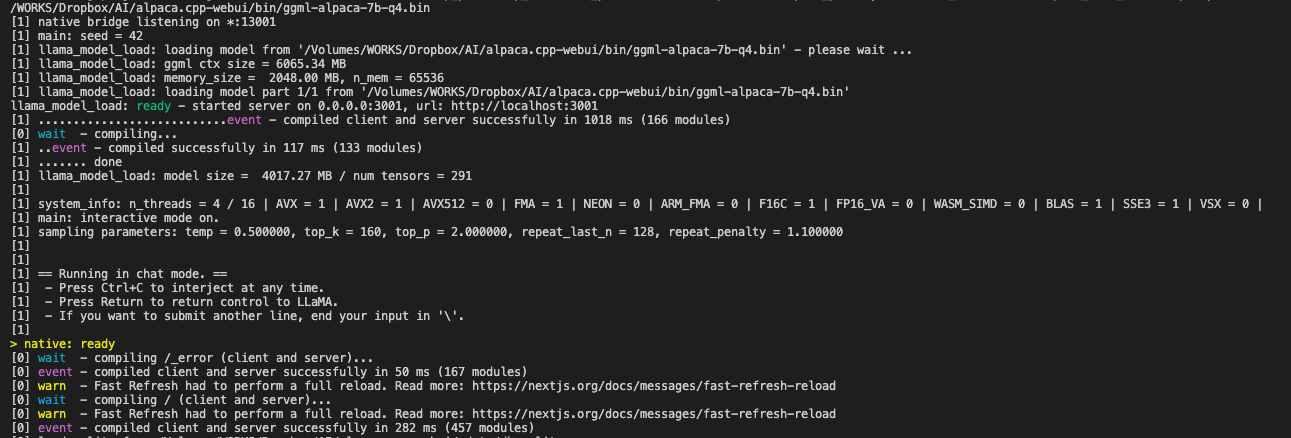 /WORKS/Dropbox/AI/alpaca.cpp-webui/bin/ggml-alpaca-7b-q4.bin
[1] native bridge listening on *:13001
[1] main: seed = 42
[1] llama_model_load: loading model from '/Volumes/WORKS/Dropbox/AI/alpaca.cpp-webui/bin/ggml-alpaca-7b-q4.bin' - please wait ...
[1] llama_model_load: ggml ctx size = 6065.34 MB
[1] llama_model_load: memory_size =  2048.00 MB, n_mem = 65536
[1] llama_model_load: loading model part 1/1 from '/Volumes/WORKS/Dropbox/AI/alpaca.cpp-webui/bin/ggml-alpaca-7b-q4.bin'
llama_model_load: ready - started server on 0.0.0.0:3001, url: http://localhost:3001
[1] ..........................event - compiled client and server successfully in 1018 ms (166 modules)
[0] wait  - compiling...
[1] ..event - compiled successfully in 117 ms (133 modules)
[1] ....... done
[1] llama_model_load: model size =  4017.27 MB / num tensors = 291
[1]
[1] system_info: n_threads = 4 / 16 | AVX = 1 | AVX2 = 1 | AVX512 = 0 | FMA = 1 | NEON = 0 | ARM_FMA = 0 | F16C = 1 | FP16_VA = 0 | WASM_SIMD = 0 | BLAS = 1 | SSE3 = 1 | VSX = 0 |
[1] main: interactive mode on.
[1] sampling parameters: temp = 0.500000, top_k = 160, top_p = 2.000000, repeat_last_n = 128, repeat_penalty = 1.100000
[1]
[1]
[1] == Running in chat mode. ==
[1]  - Press Ctrl+C to interject at any time.
[1]  - Press Return to return control to LLaMA.
[1]  - If you want to submit another line, end your input in '\'.
[1]
> native: ready
[0] wait  - compiling /_error (client and server)...
[0] event - compiled client and server successfully in 50 ms (167 modules)
[0] warn  - Fast Refresh had to perform a full reload. Read more: https://nextjs.org/docs/messages/fast-refresh-reload
[0] wait  - compiling / (client and server)...
[0] warn  - Fast Refresh had to perform a full reload. Read more: https://nextjs.org/docs/messages/fast-refresh-reload
[0] event - compiled client and server successfully in 282 ms (457 modules)